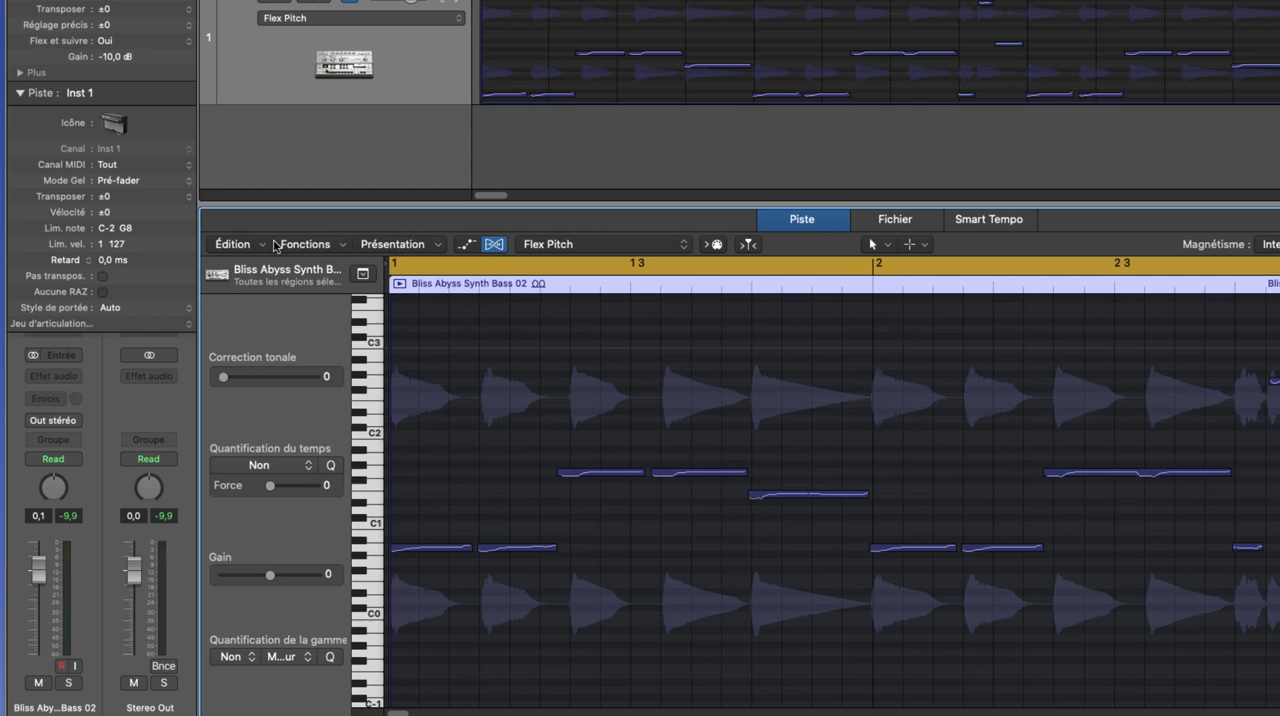 Transposer : ±0
Réglage précis : ±0
Flex et suivre : Oui
Gain : -10,0 dB
Plus
Piste : Inst 1
Icône :
Canal : Inst 1
Canal MIDI : Tout
Mode Gel : Pré-fader
Transposer : ±0
Vélocité : ±0
Lim. note : C-2 G8
Lim. vel. : 1 127
Retard 0,0 ms
Pas transpos. :
Aucune RAZ :
Style de portée : Auto
Jeu d'articulation...
Entrée
Effet audio Effet audio
Envois
Out stéréo
Groupe Groupe
Read Read
0,1 -9,9 0,0 -9,9
R I Bnce
M S M S
Bliss Aby...Bass 02 Stereo Out
1
Flex Pitch
Piste Fichier Smart Tempo
Édition Fonctions Présentation Flex Pitch Magnétisme : Inte
Bliss Abyss Synth B...
Toutes les régions séle...
1 1 3 2 2 3
Bliss Abyss Synth Bass 02 Bli
Correction tonale
0
Quantification du temps
Non Q
Force 0
Gain
0
Quantification de la gamme
Non M...ur Q
C3
C2
C1
C0
C-1